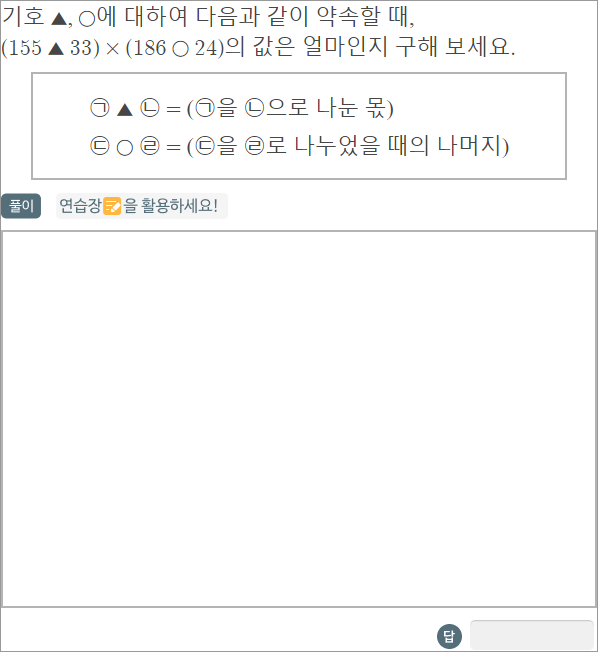 기호 ▲, ○에 대하여 다음과 같이 약속할 때,
(155 ▲ 33) × (186 ○ 24)의 값은 얼마인지 구해 보세요.
㉠ ▲ ㉡ = (㉠을 ㉡으로 나눈 몫)
㉢ ○ ㉣ = (㉢을 ㉣로 나누었을 때의 나머지)
풀이 연습장📝을 활용하세요!
답